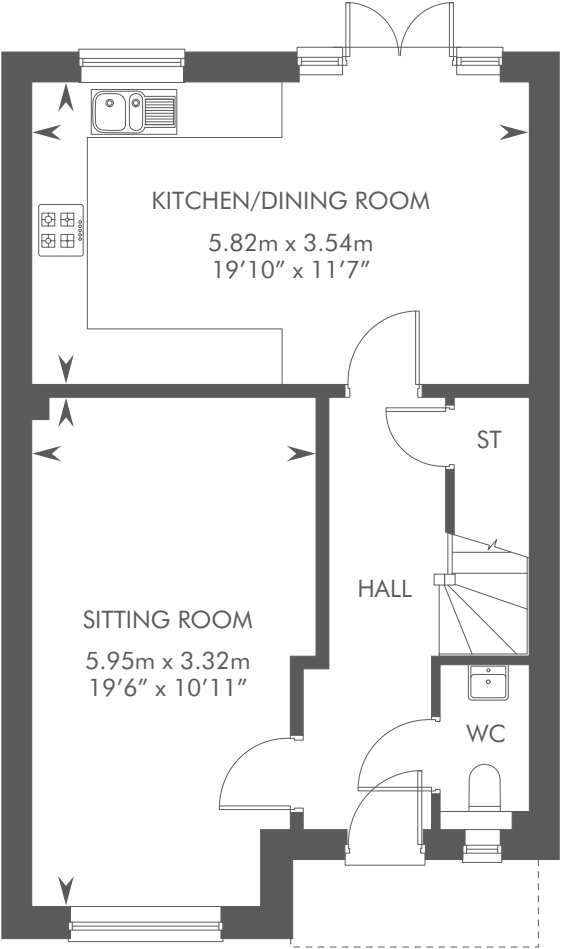 KITCHEN/DINING ROOM
5.82m x 3.54m
19’10” x 11’7”
ST
HALL
SITTING ROOM
5.95m x 3.32m
19’6” x 10’11”
WC